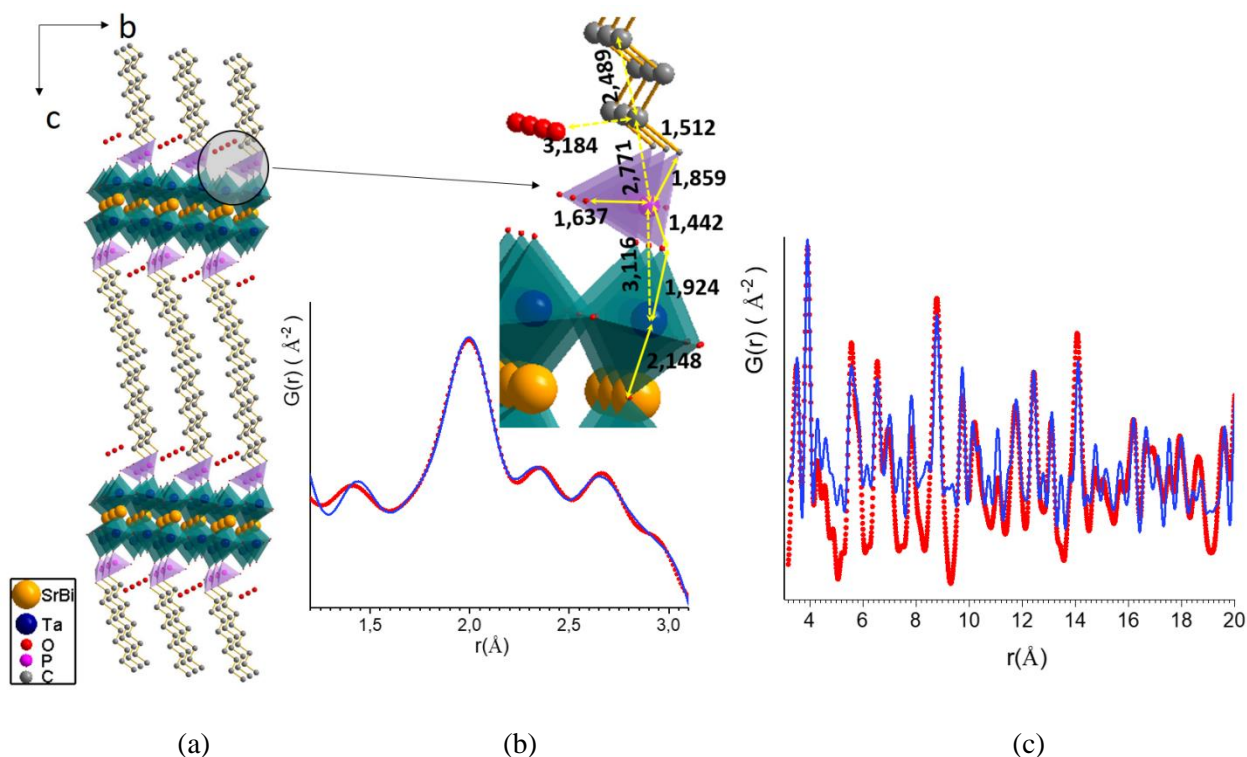 b
c
SrBi
Ta
O
P
C
2,489
1,512
3,184
2,771
1,859
1,637
1,442
3,116
1,924
2,148
G(r) ( Å-2)
1,5 2,0 2,5 3,0
r(Å)
G(r) ( Å-2)
4 6 8 10 12 14 16 18 20
r(Å)
(a) (b) (c)